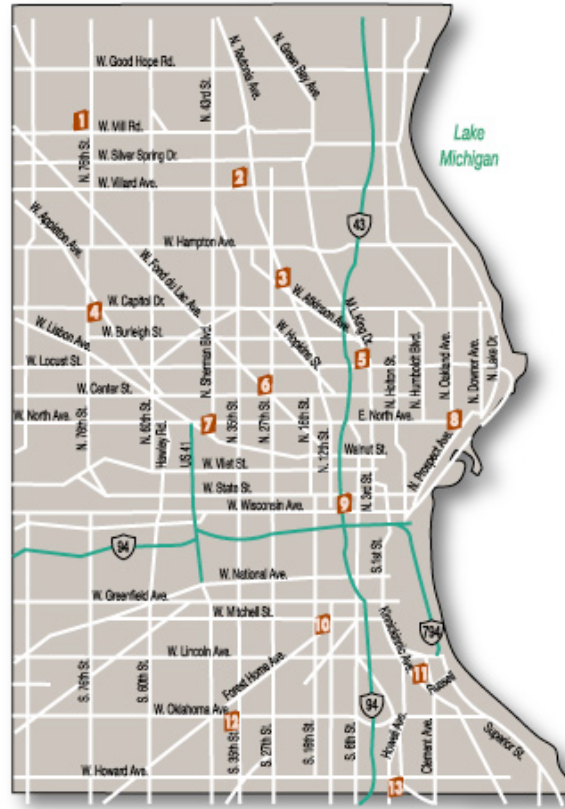 W. Good Hope Rd.
N. Teutonia Ave.
N. Green Bay Ave.
N. 43rd St.
1
W. Mill Rd.
Lake
Michigan
N. 76th St.
W. Silver Spring Dr.
2
W. Villard Ave.
W. Appleton Ave.
43
W. Hampton Ave.
W. Fond du Lac Ave.
3
W. Atkinson Ave.
M.L. King Dr.
W. Capitol Dr.
4
W. Lisbon Ave.
W. Burleigh St.
N. Sherman Blvd.
W. Hopkins St.
5
N. Holton St.
N. Humboldt Blvd.
N. Oakland Ave.
N. Downer Ave.
N. Lake Dr.
W. Locust St.
W. Center St.
6
W. North Ave.
N. 76th St.
N. 60th St.
Hawley Rd.
US 41
7
N. 35th St.
N. 27th St.
N. 16th St.
N. 12th St.
E. North Ave.
8
Walnut St.
N. Prospect Ave.
W. Vliet St.
W. State St.
N. 3rd St.
W. Wisconsin Ave.
9
94
S. 1st St.
W. National Ave.
W. Greenfield Ave.
W. Mitchell St.
10
Kinnickinnic Ave.
794
W. Lincoln Ave.
Forest Home Ave.
11
Russell
S. 76th St.
S. 60th St.
W. Oklahoma Ave.
12
S. 35th St.
S. 27th St.
S. 16th St.
S. 6th St.
94
Howell Ave.
Clement Ave.
Superior St.
W. Howard Ave.
13